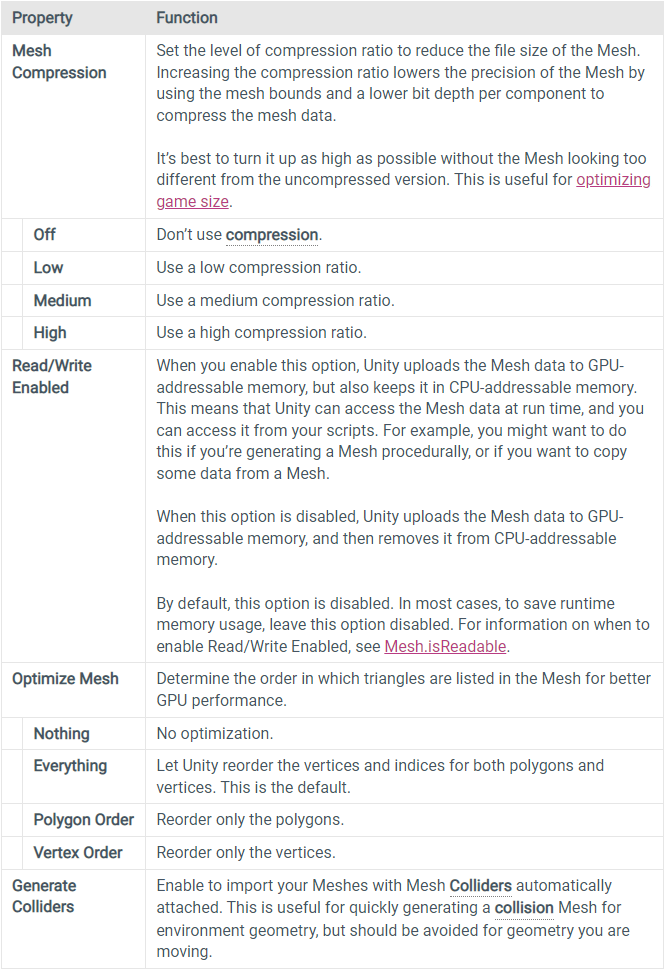 Property Function
Mesh Compression Set the level of compression ratio to reduce the file size of the Mesh.
Increasing the compression ratio lowers the precision of the Mesh by
using the mesh bounds and a lower bit depth per component to
compress the mesh data.
It’s best to turn it up as high as possible without the Mesh looking too
different from the uncompressed version. This is useful for optimizing
game size.
Off Don’t use compression.
Low Use a low compression ratio.
Medium Use a medium compression ratio.
High Use a high compression ratio.
Read/Write Enabled When you enable this option, Unity uploads the Mesh data to GPU-
addressable memory, but also keeps it in CPU-addressable memory.
This means that Unity can access the Mesh data at run time, and you
can access it from your scripts. For example, you might want to do
this if you’re generating a Mesh procedurally, or if you want to copy
some data from a Mesh.
When this option is disabled, Unity uploads the Mesh data to GPU-
addressable memory, and then removes it from CPU-addressable
memory.
By default, this option is disabled. In most cases, to save runtime
memory usage, leave this option disabled. For information on when to
enable Read/Write Enabled, see Mesh.isReadable.
Optimize Mesh Determine the order in which triangles are listed in the Mesh for better
GPU performance.
Nothing No optimization.
Everything Let Unity reorder the vertices and indices for both polygons and
vertices. This is the default.
Polygon Order Reorder only the polygons.
Vertex Order Reorder only the vertices.
Generate Colliders Enable to import your Meshes with Mesh Colliders automatically
attached. This is useful for quickly generating a collision Mesh for
environment geometry, but should be avoided for geometry you are
moving.